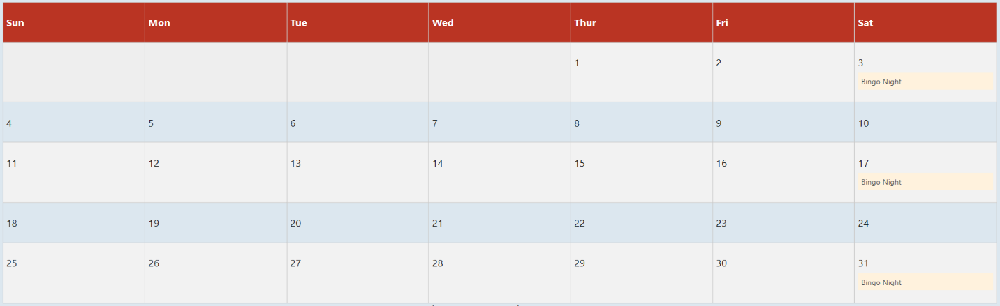 Sun Mon Tue Wed Thur Fri Sat
1 2 3
Bingo Night
4 5 6 7 8 9 10
11 12 13 14 15 16 17
Bingo Night
18 19 20 21 22 23 24
25 26 27 28 29 30 31
Bingo Night